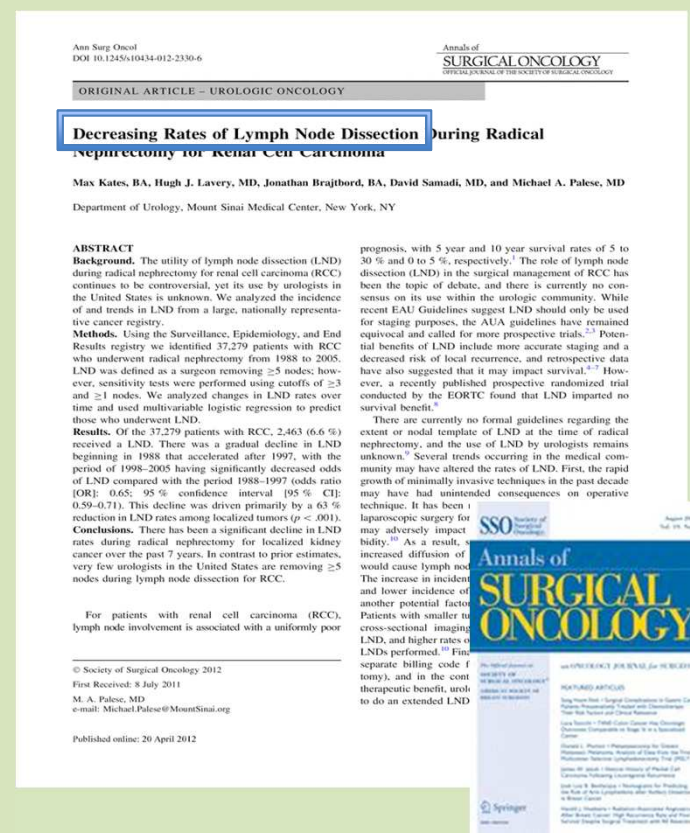 Ann Surg Oncol
DOI 10.1245/s10434-012-2330-6
Annals of
SURGICAL ONCOLOGY
OFFICIAL JOURNAL OF THE SOCIETY OF SURGICAL ONCOLOGY
ORIGINAL ARTICLE – UROLOGIC ONCOLOGY
Decreasing Rates of Lymph Node Dissection During Radical
Nephrectomy for Renal Cell Carcinoma
Max Kates, BA, Hugh J. Lavery, MD, Jonathan Brajtbord, BA, David Samadi, MD, and Michael A. Palese, MD
Department of Urology, Mount Sinai Medical Center, New York, NY
ABSTRACT
Background. The utility of lymph node dissection (LND)
during radical nephrectomy for renal cell carcinoma (RCC)
continues to be controversial, yet its use by urologists in
the United States is unknown. We analyzed the incidence
of and trends in LND from a large, nationally representa-
tive cancer registry.
Methods. Using the Surveillance, Epidemiology, and End
Results registry we identified 37,279 patients with RCC
who underwent radical nephrectomy from 1988 to 2005.
LND was defined as a surgeon removing ≥5 nodes; how-
ever, sensitivity tests were performed using cutoffs of ≥3
and ≥1 nodes. We analyzed changes in LND rates over
time and used multivariable logistic regression to predict
those who underwent LND.
Results. Of the 37,279 patients with RCC, 2,463 (6.6 %)
received a LND. There was a gradual decline in LND
beginning in 1988 that accelerated after 1997, with the
period of 1998–2005 having significantly decreased odds
of LND compared with the period 1988–1997 (odds ratio
[OR]: 0.65; 95 % confidence interval [95 % CI]:
0.59–0.71). This decline was driven primarily by a 63 %
reduction in LND rates among localized tumors (p < .001).
Conclusions. There has been a significant decline in LND
rates during radical nephrectomy for localized kidney
cancer over the past 7 years. In contrast to prior estimates,
very few urologists in the United States are removing ≥5
nodes during lymph node dissection for RCC.
For patients with renal cell carcinoma (RCC),
lymph node involvement is associated with a uniformly poor
© Society of Surgical Oncology 2012
First Received: 8 July 2011
M. A. Palese, MD
e-mail: Michael.Palese@MountSinai.org
Published online: 20 April 2012
prognosis, with 5 year and 10 year survival rates of 5 to
30 % and 0 to 5 %, respectively.1 The role of lymph node
dissection (LND) in the surgical management of RCC has
been the topic of debate, and there is currently no con-
sensus on its use within the urologic community. While
recent EAU Guidelines suggest LND should only be used
for staging purposes, the AUA guidelines have remained
equivocal and called for more prospective trials.2,3 Poten-
tial benefits of LND include more accurate staging and a
decreased risk of local recurrence, and retrospective data
have also suggested that it may impact survival.4–7 How-
ever, a recently published prospective randomized trial
conducted by the EORTC found that LND imparted no
survival benefit.8
There are currently no formal guidelines regarding the
extent or nodal template of LND at the time of radical
nephrectomy, and the use of LND by urologists remains
unknown.9 Several trends occurring in the medical com-
munity may have altered the rates of LND. First, the rapid
growth of minimally invasive techniques in the past decade
may have had unintended consequences on operative
technique. It has been
laparoscopic surgery for
may adversely impact
bidity.10 As a result, s
increased diffusion of
would cause lymph nod
The increase in incident
and lower incidence of
another potential factor
Patients with smaller tu
cross-sectional imaging
LND, and higher rates o
LNDs performed.10 Fina
separate billing code f
tomy), and in the cont
therapeutic benefit, urol
to do an extended LND
SSO Society of
Surgical
Oncology
Annals of
SURGICAL
ONCOLOGY
an ONCOLOGY JOURNAL for SURGEONS
FEATURED ARTICLES
Springer